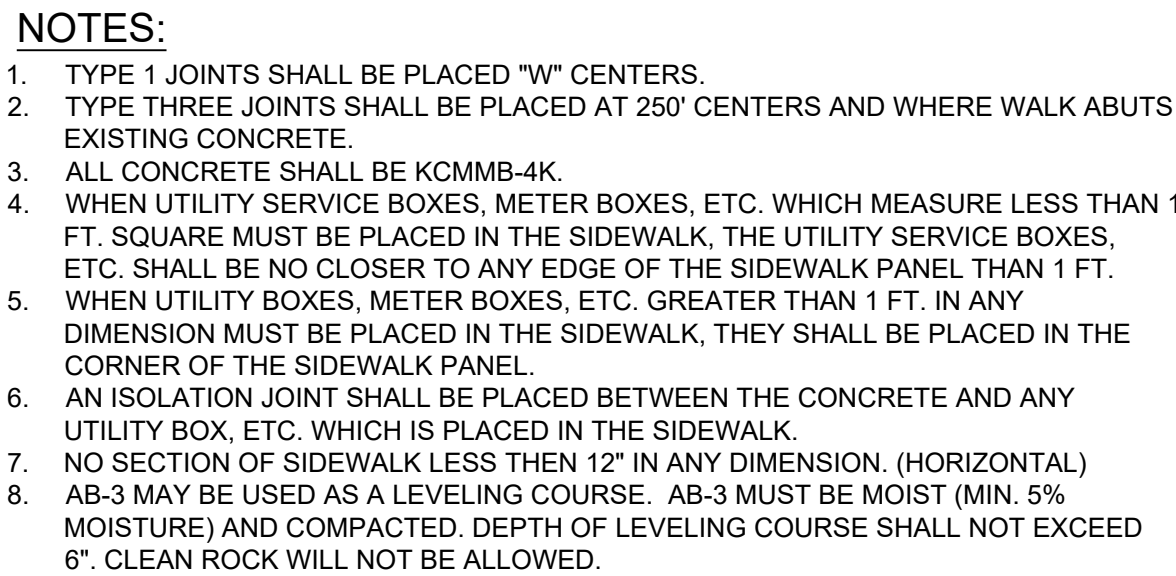 NOTES:
1. TYPE 1 JOINTS SHALL BE PLACED "W" CENTERS.
2. TYPE THREE JOINTS SHALL BE PLACED AT 250' CENTERS AND WHERE WALK ABUTS
EXISTING CONCRETE.
3. ALL CONCRETE SHALL BE KCMMB-4K.
4. WHEN UTILITY SERVICE BOXES, METER BOXES, ETC. WHICH MEASURE LESS THAN 1
FT. SQUARE MUST BE PLACED IN THE SIDEWALK, THE UTILITY SERVICE BOXES,
ETC. SHALL BE NO CLOSER TO ANY EDGE OF THE SIDEWALK PANEL THAN 1 FT.
5. WHEN UTILITY BOXES, METER BOXES, ETC. GREATER THAN 1 FT. IN ANY
DIMENSION MUST BE PLACED IN THE SIDEWALK, THEY SHALL BE PLACED IN THE
CORNER OF THE SIDEWALK PANEL.
6. AN ISOLATION JOINT SHALL BE PLACED BETWEEN THE CONCRETE AND ANY
UTILITY BOX, ETC. WHICH IS PLACED IN THE SIDEWALK.
7. NO SECTION OF SIDEWALK LESS THEN 12" IN ANY DIMENSION. (HORIZONTAL)
8. AB-3 MAY BE USED AS A LEVELING COURSE. AB-3 MUST BE MOIST (MIN. 5%
MOISTURE) AND COMPACTED. DEPTH OF LEVELING COURSE SHALL NOT EXCEED
6". CLEAN ROCK WILL NOT BE ALLOWED.